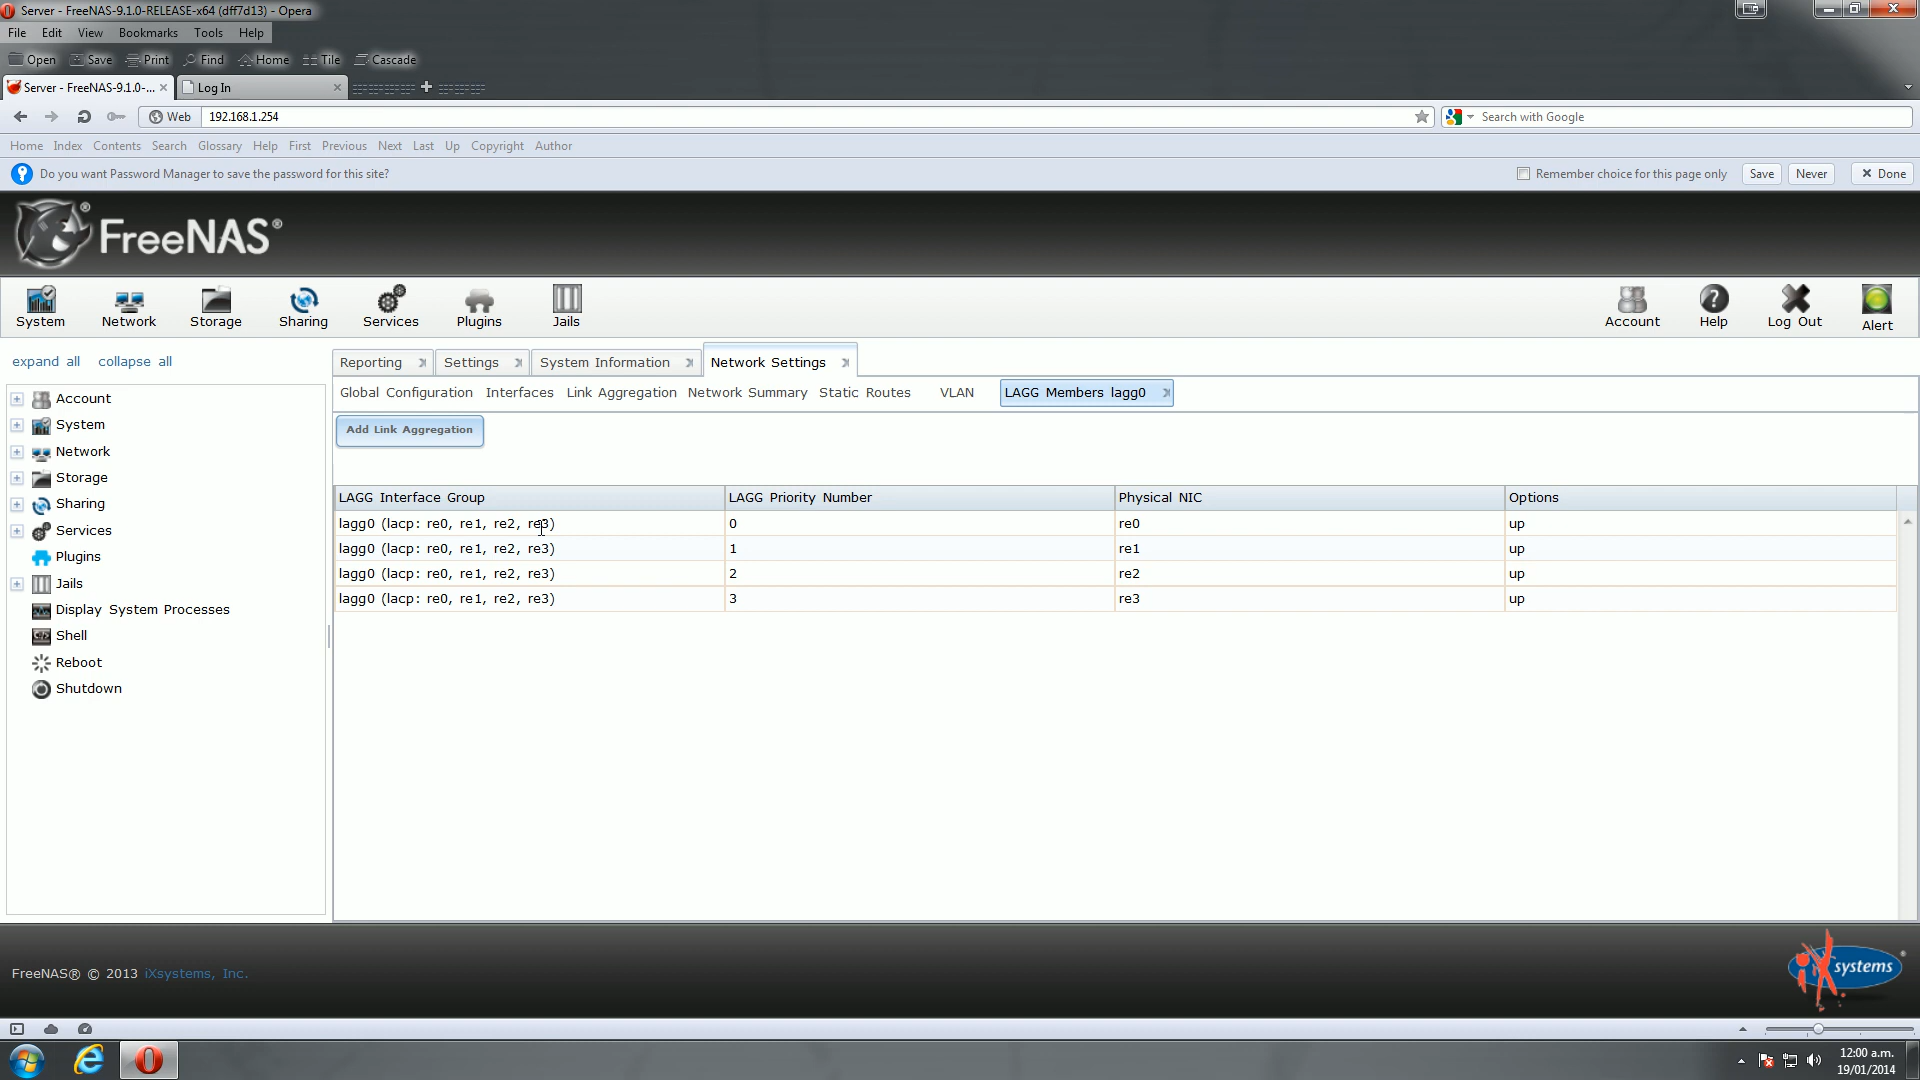 Server - FreeNAS-9.1.0-RELEASE-x64 (dff7d13) - Opera
File Edit View Bookmarks Tools Help
Open Save Print Find Home Tile Cascade
Server - FreeNAS-9.1.0-... Log In
Web 192.168.1.254 Search with Google
Home Index Contents Search Glossary Help First Previous Next Last Up Copyright Author
Do you want Password Manager to save the password for this site? Remember choice for this page only Save Never Done
FreeNAS®
System Network Storage Sharing Services Plugins Jails Account Help Log Out Alert
expand all collapse all
Reporting Settings System Information Network Settings
Global Configuration Interfaces Link Aggregation Network Summary Static Routes VLAN LAGG Members lagg0
Add Link Aggregation
LAGG Interface Group LAGG Priority Number Physical NIC Options
lagg0 (lacp: re0, re1, re2, re3) 0 re0 up
lagg0 (lacp: re0, re1, re2, re3) 1 re1 up
lagg0 (lacp: re0, re1, re2, re3) 2 re2 up
lagg0 (lacp: re0, re1, re2, re3) 3 re3 up
Account
System
Network
Storage
Sharing
Services
Plugins
Jails
Display System Processes
Shell
Reboot
Shutdown
FreeNAS® © 2013 iXsystems, Inc.
iXsystems
12:00 a.m.
19/01/2014